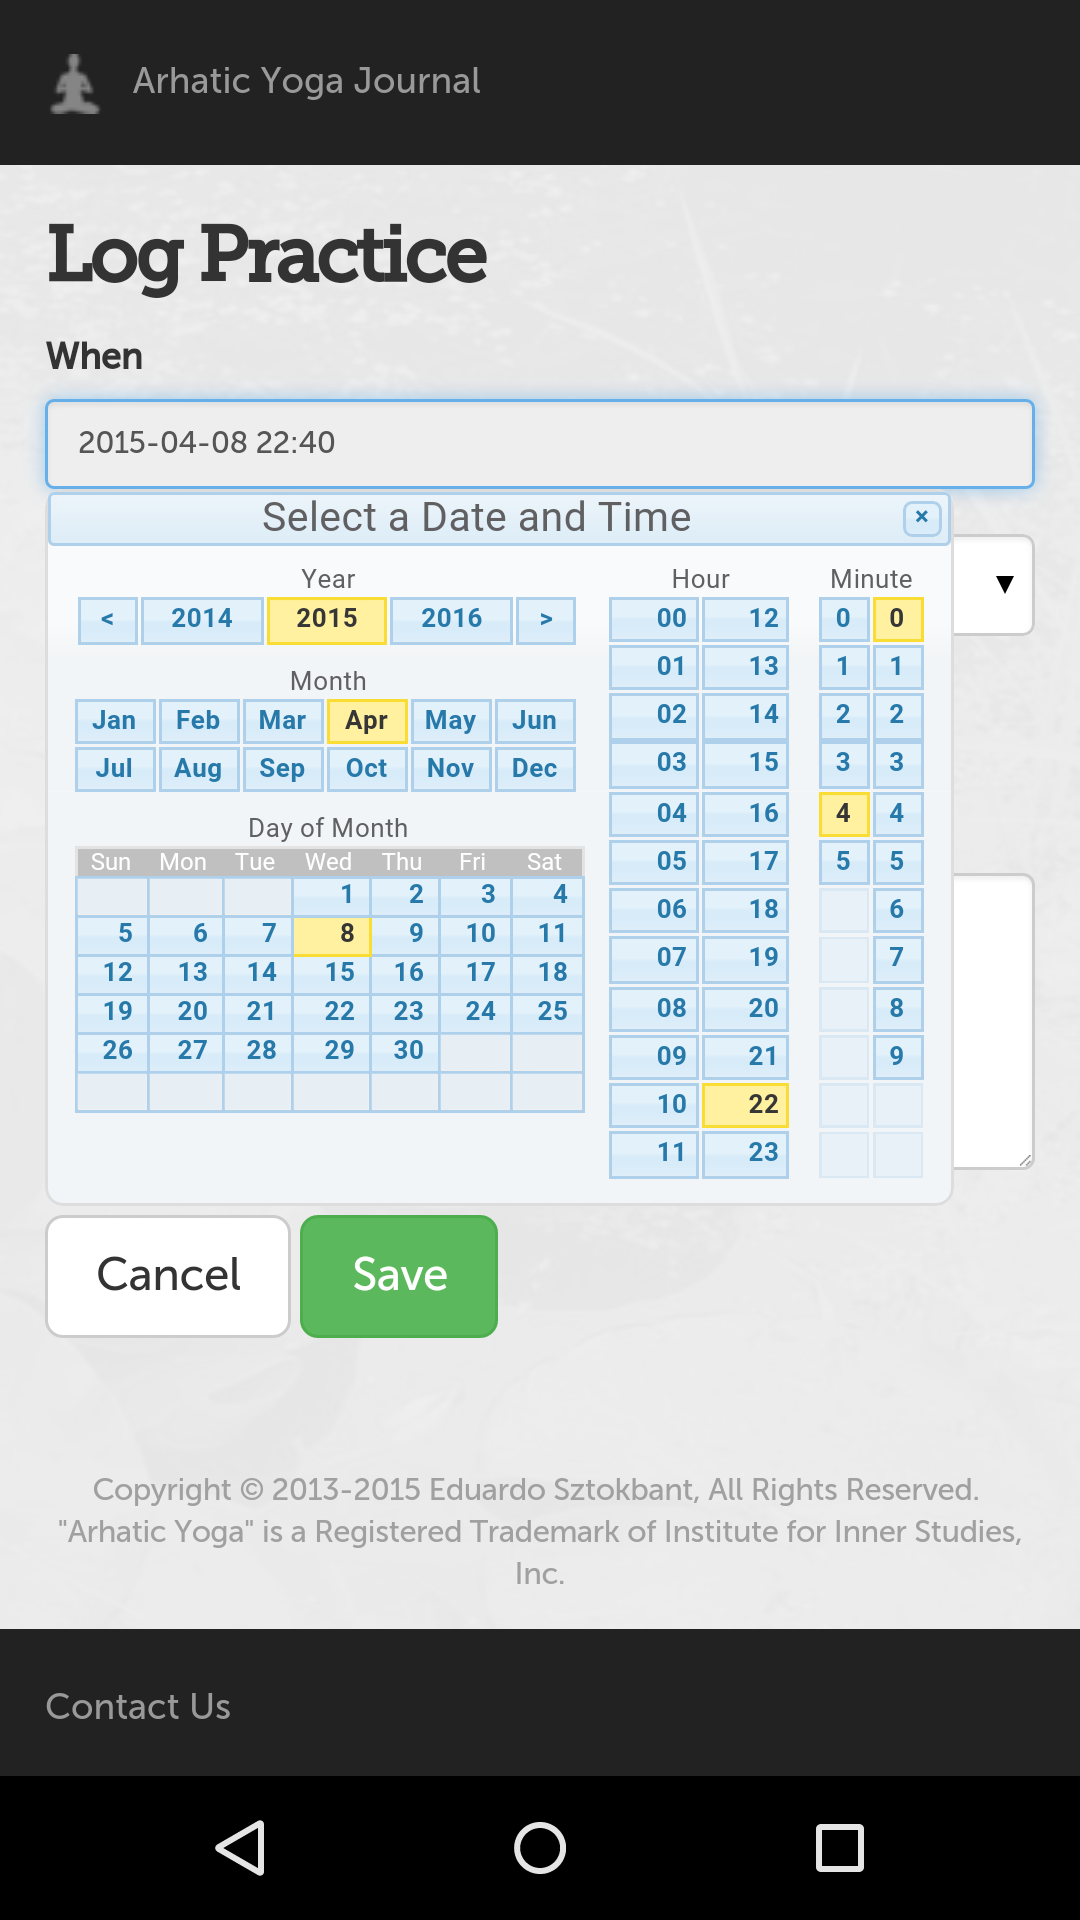 Arhatic Yoga Journal
Log Practice
When
2015-04-08 22:40
Select a Date and Time ×
Year
< 2014 2015 2016 >
Month
Jan Feb Mar Apr May Jun
Jul Aug Sep Oct Nov Dec
Day of Month
Sun Mon Tue Wed Thu Fri Sat
1 2 3 4
5 6 7 8 9 10 11
12 13 14 15 16 17 18
19 20 21 22 23 24 25
26 27 28 29 30
Hour
00 12
01 13
02 14
03 15
04 16
05 17
06 18
07 19
08 20
09 21
10 22
11 23
Minute
0 0
1 1
2 2
3 3
4 4
5 5
6
7
8
9
Cancel Save
Copyright © 2013-2015 Eduardo Sztokbant, All Rights Reserved.
"Arhatic Yoga" is a Registered Trademark of Institute for Inner Studies,
Inc.
Contact Us